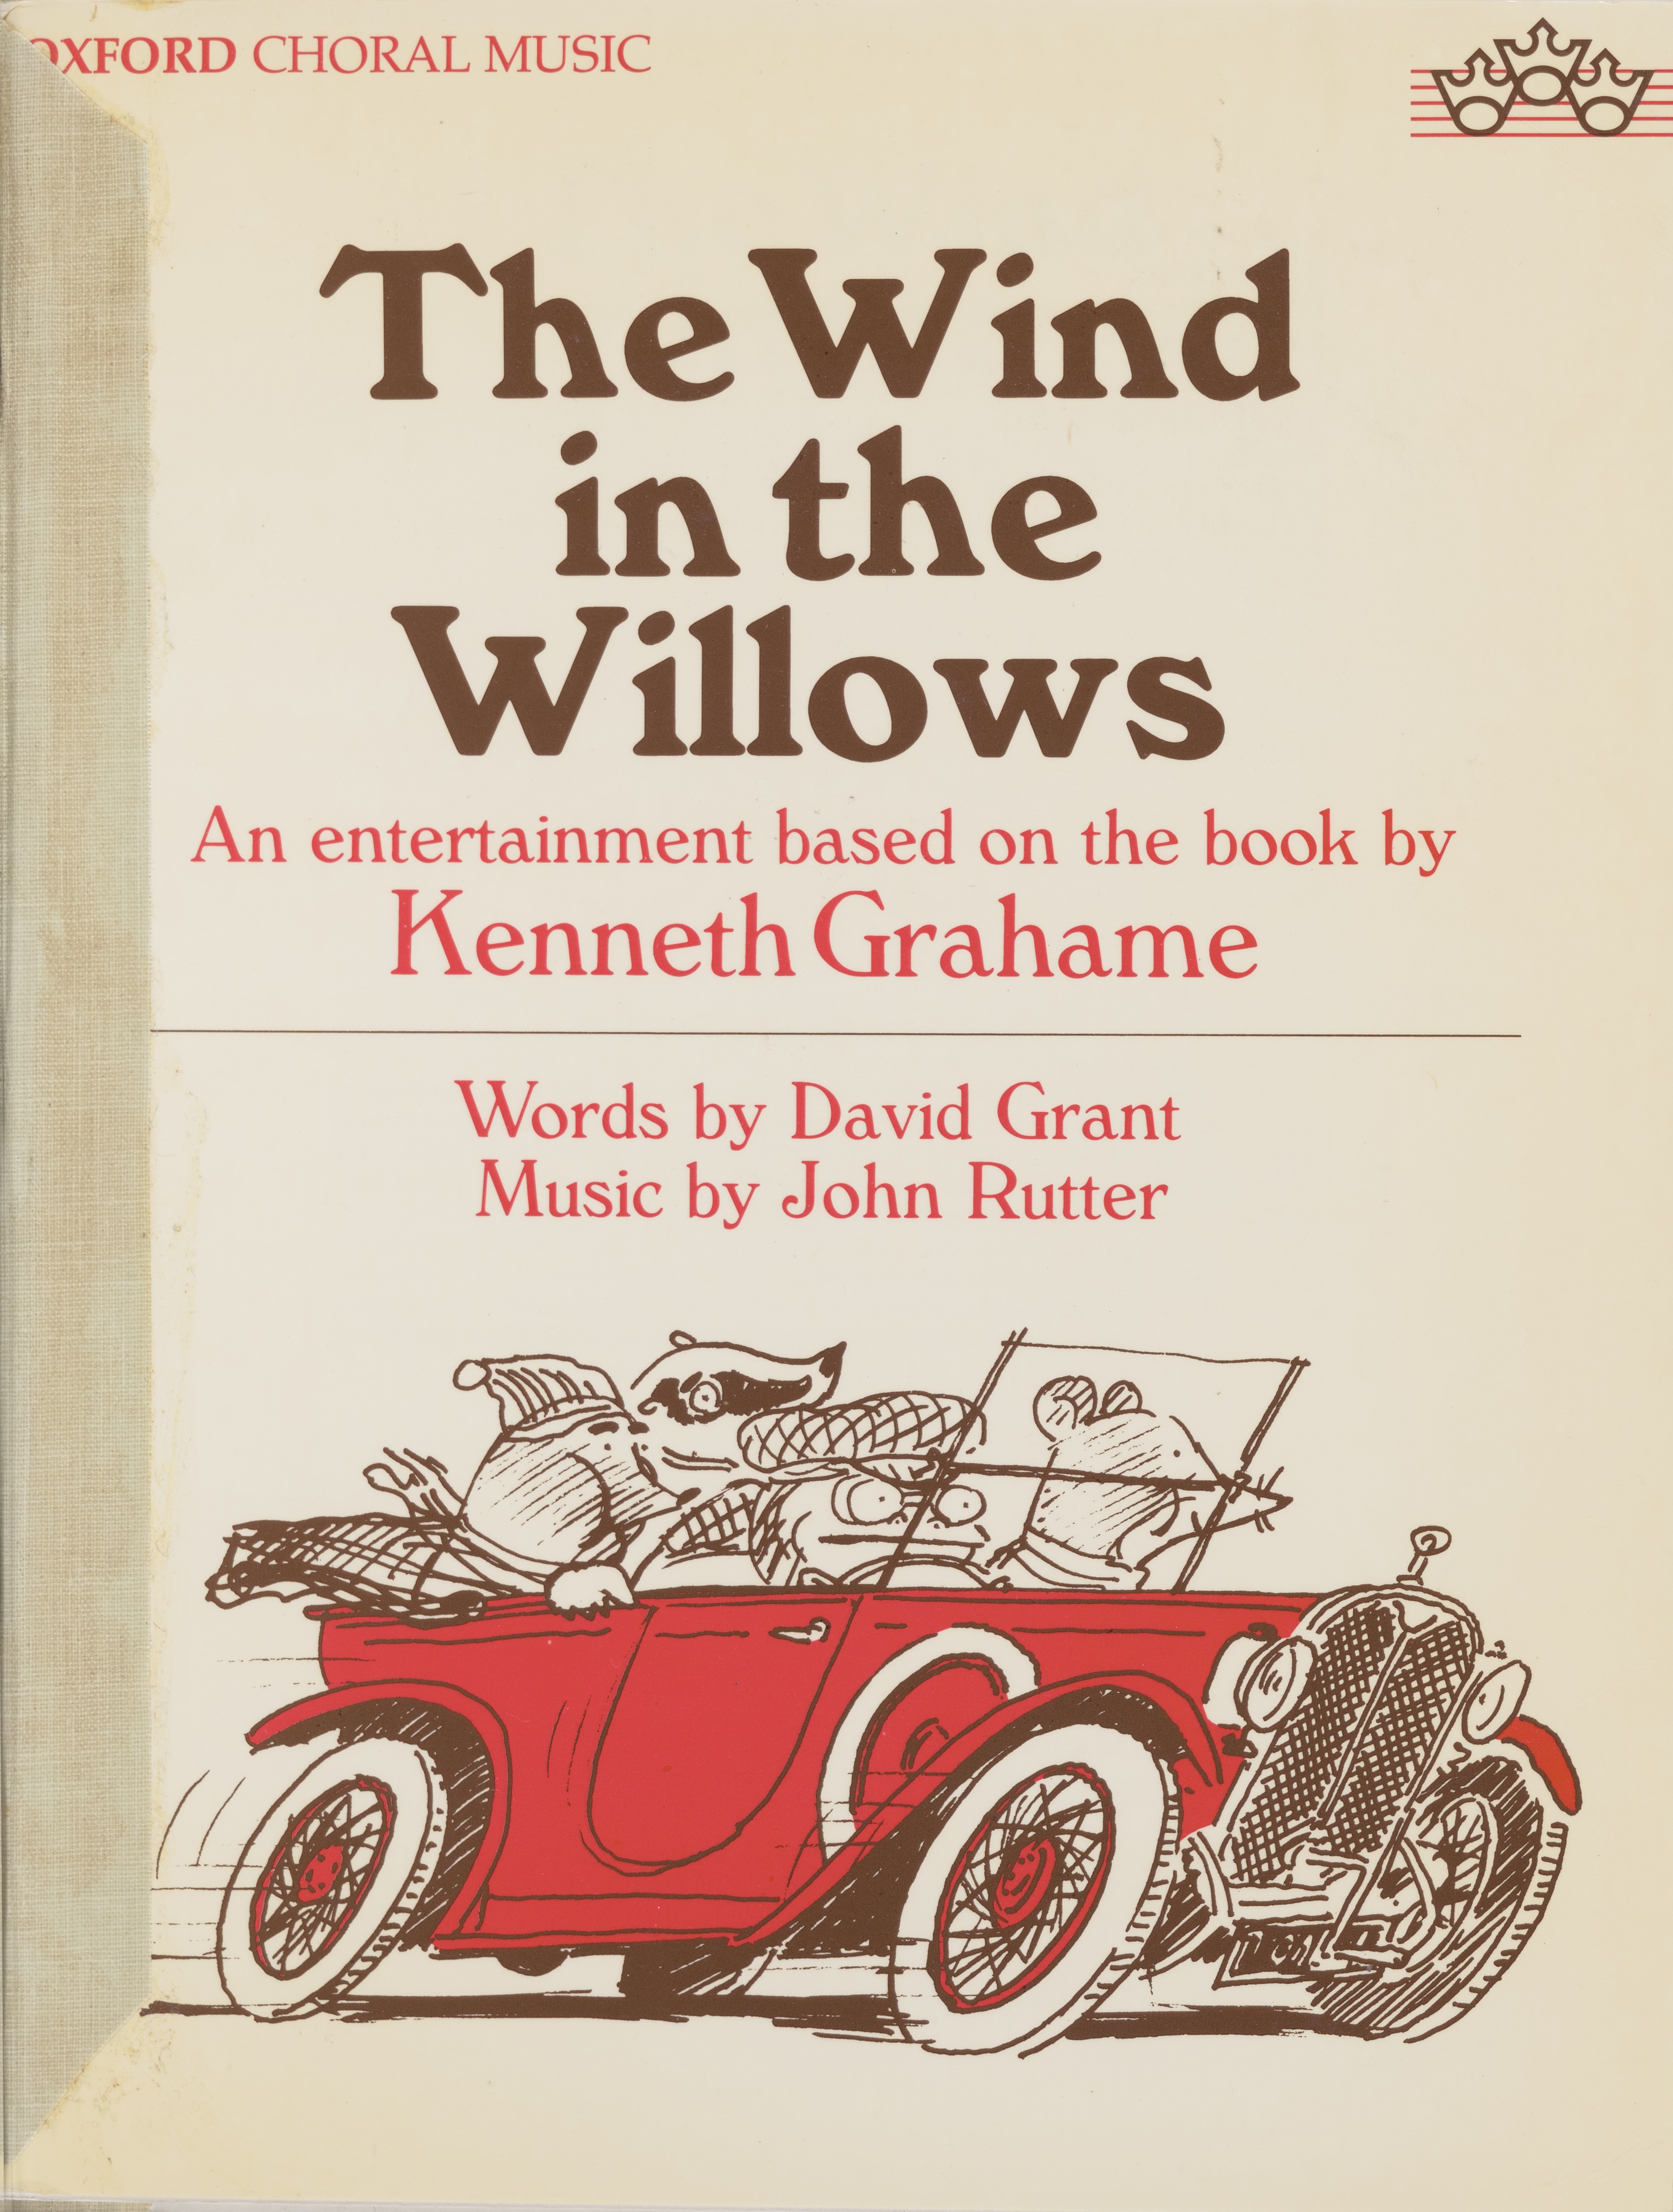 OXFORD CHORAL MUSIC
The Wind
in the
Willows
An entertainment based on the book by
Kenneth Grahame
Words by David Grant
Music by John Rutter